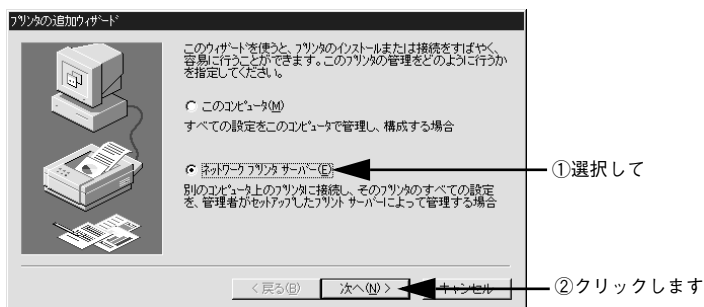 プリンタの追加ウィザード
このウィザードを使うと、プリンタのインストールまたは接続をすばやく、
容易に行うことができます。このプリンタの管理をどのように行うか
を指定してください。
このコンピュータ(M)
すべての設定をこのコンピュータで管理し、構成する場合
ネットワーク プリンタ サーバー(E)
①選択して
別のコンピュータ上のプリンタに接続し、そのプリンタのすべての設定
を、管理者がセットアップしたプリント サーバーによって管理する場合
< 戻る(B)
次へ(N) >
キャンセル
②クリックします